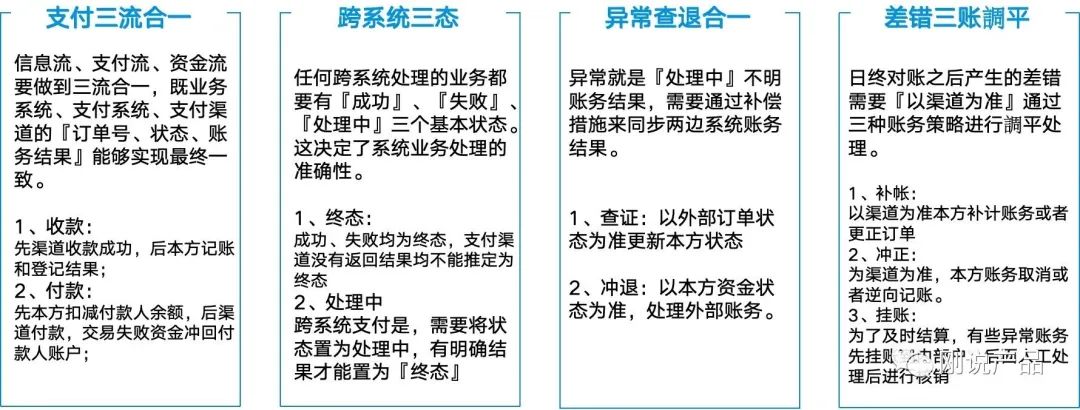 支付三流合一
信息流、支付流、资金流
要做到三流合一，既业务
系统、支付系统、支付渠
道的『订单号、状态、账
务结果』能够实现最终一
致。
1、收款：
先渠道收款成功，后本方记账
和登记结果；
2、付款：
先本方扣减付款人余额，后渠
道付款，交易失败资金冲回付
款人账户；
跨系统三态
任何跨系统处理的业务都
要有『成功』、『失败』、
『处理中』三个基本状态。
这决定了系统业务处理的
准确性。
1、终态：
成功、失败均为终态，支付渠
道没有返回结果均不能推定为
终态
2、处理中
跨系统支付是，需要将状
态置为处理中，有明确结
果才能置为『终态』
异常查退合一
异常就是『处理中』不明
账务结果，需要通过补偿
措施来同步两边系统账务
结果。
1、查证：以外部订单状
态为准更新本方状态
2、冲退：以本方资金状
态为准，处理外部账务。
差错三账調平
日终对账之后产生的差错
需要『以渠道为准』通过
三种账务策略进行調平处
理。
1、补帐：
以渠道为准本方补计账务或者
更正订单
2、冲正：
为渠道为准，本方账务取消或
者逆向记账。
3、挂账：
为了及时结算，有些异常账务
先挂账 内部户，后面人工处
理后进行核销
刚说产品